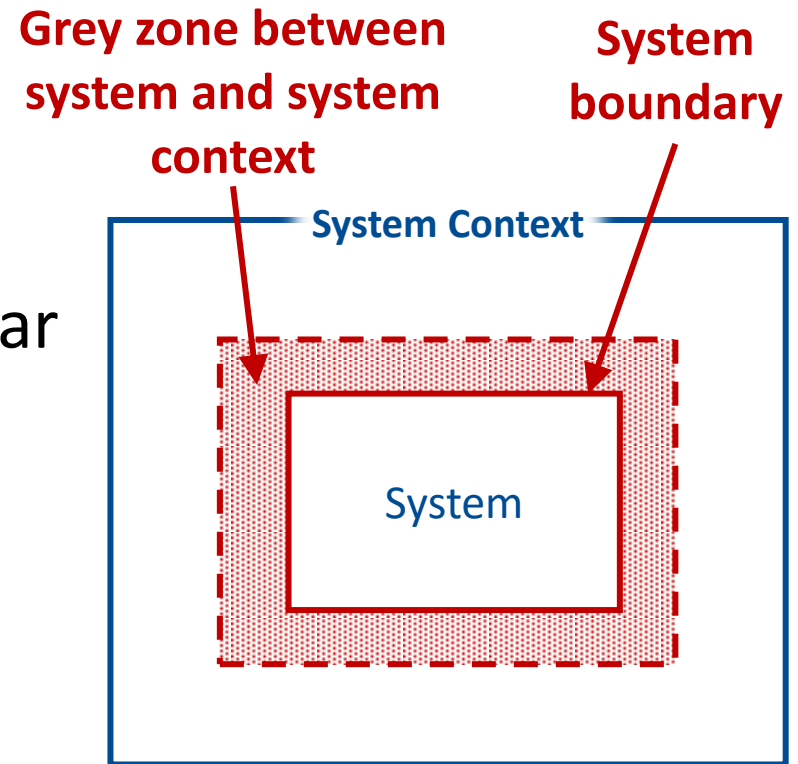 Grey zone between
system and system
context
System
boundary
System Context
ar
System